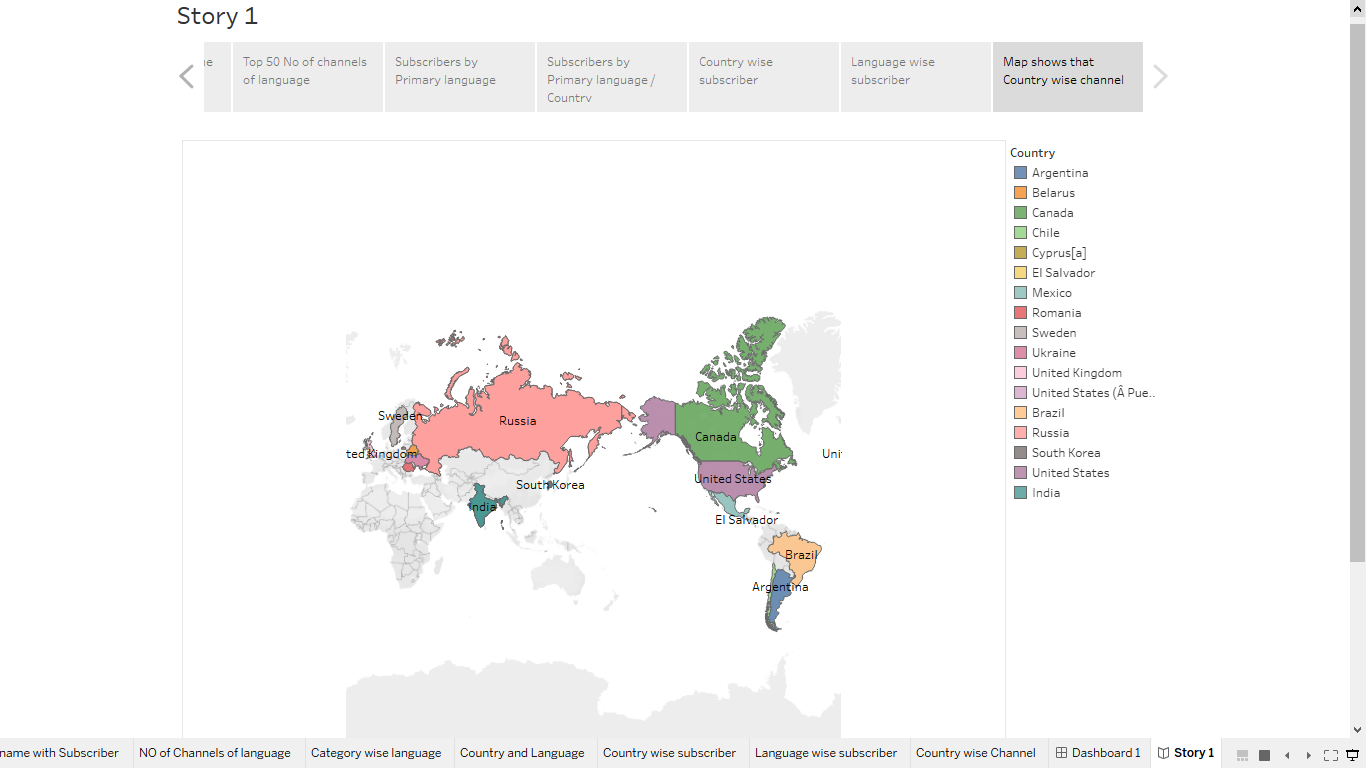 Story 1
ne
Top 50 No of channels
of language
Subscribers by
Primary language
Subscribers by
Primary language /
Country
Country wise
subscriber
Language wise
subscriber
Map shows that
Country wise channel
Country
Argentina
Belarus
Canada
Chile
Cyprus[a]
El Salvador
Mexico
Romania
Sweden
Ukraine
United Kingdom
United States (Â Pue..
Brazil
Russia
South Korea
United States
India
Sweden
Russia
Canada
ted Kingdom
Uni
United States
South Korea
India
El Salvador
Brazil
Argentina
name with Subscriber
NO of Channels of language
Category wise language
Country and Language
Country wise subscriber
Language wise subscriber
Country wise Channel
Dashboard 1
Story 1